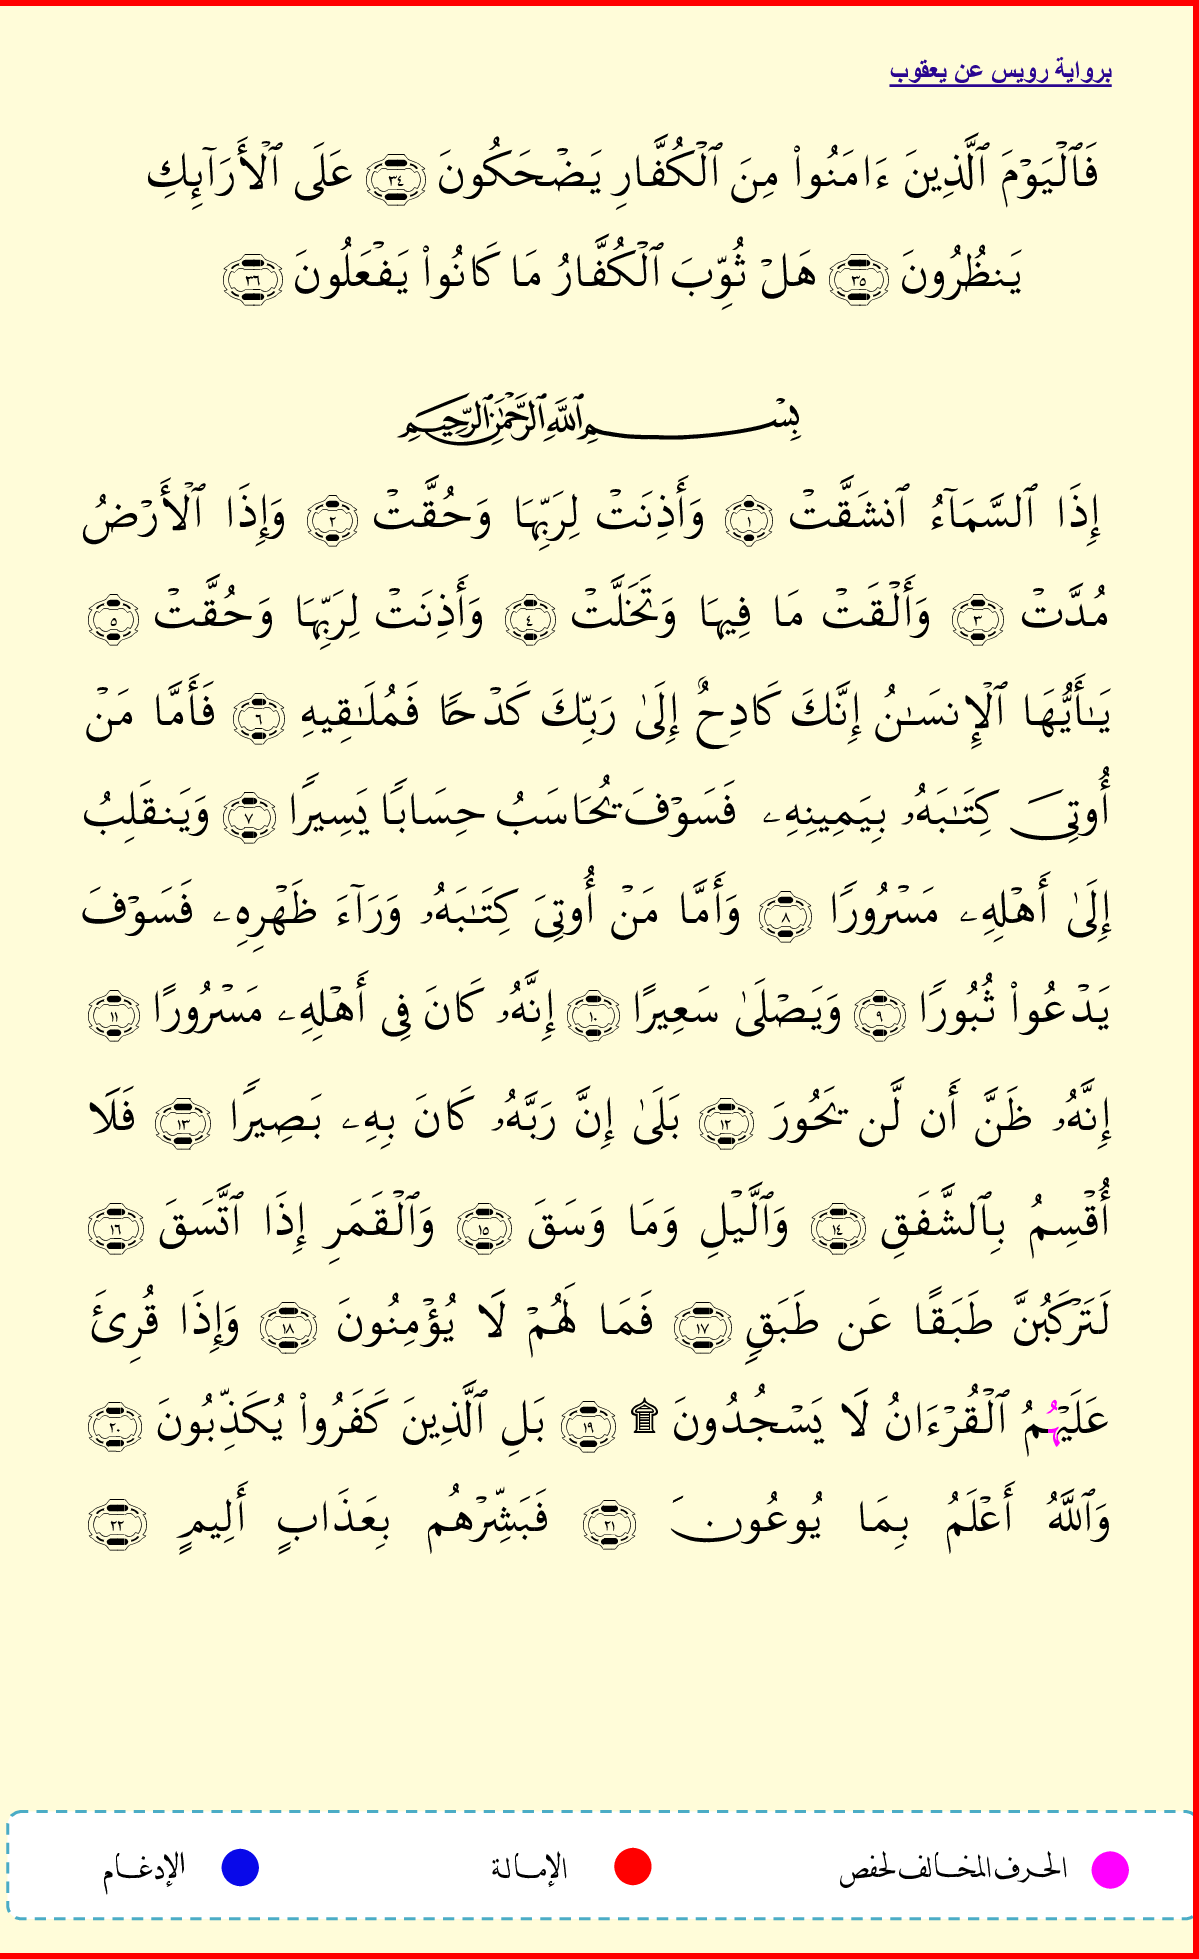 برواية رويس عن يعقوب
فَٱلۡيَوۡمَ ٱلَّذِينَ ءَامَنُواْ مِنَ ٱلۡكُفَّارِ يَضۡحَكُونَ ٣٤ عَلَى ٱلۡأَرَآئِكِ
يَنظُرُونَ ٣٥ هَلۡ ثُوِّبَ ٱلۡكُفَّارُ مَا كَانُواْ يَفۡعَلُونَ ٣٦
بِسۡمِ ٱللَّهِ ٱلرَّحۡمَٰنِ ٱلرَّحِيمِ
إِذَا ٱلسَّمَآءُ ٱنشَقَّتۡ ١ وَأَذِنَتۡ لِرَبِّهَا وَحُقَّتۡ ٢ وَإِذَا ٱلۡأَرۡضُ
مُدَّتۡ ٣ وَأَلۡقَتۡ مَا فِيهَا وَتَخَلَّتۡ ٤ وَأَذِنَتۡ لِرَبِّهَا وَحُقَّتۡ ٥
يَٰٓأَيُّهَا ٱلۡإِنسَٰنُ إِنَّكَ كَادِحٌ إِلَىٰ رَبِّكَ كَدۡحٗا فَمُلَٰقِيهِ ٦ فَأَمَّا مَنۡ
أُوتِيَ كِتَٰبَهُۥ بِيَمِينِهِۦ فَسَوۡفَ يُحَاسَبُ حِسَابٗا يَسِيرٗا ٧ وَيَنقَلِبُ
إِلَىٰ أَهۡلِهِۦ مَسۡرُورٗا ٨ وَأَمَّا مَنۡ أُوتِيَ كِتَٰبَهُۥ وَرَآءَ ظَهۡرِهِۦ فَسَوۡفَ
يَدۡعُواْ ثُبُورٗا ٩ وَيَصۡلَىٰ سَعِيرًا ١٠ إِنَّهُۥ كَانَ فِي أَهۡلِهِۦ مَسۡرُورًا ١١
إِنَّهُۥ ظَنَّ أَن لَّن يَحُورَ ١٢ بَلَىٰ إِنَّ رَبَّهُۥ كَانَ بِهِۦ بَصِيرٗا ١٣ فَلَا
أُقۡسِمُ بِٱلشَّفَقِ ١٤ وَٱلَّيۡلِ وَمَا وَسَقَ ١٥ وَٱلۡقَمَرِ إِذَا ٱتَّسَقَ ١٦
لَتَرۡكَبُنَّ طَبَقًا عَن طَبَقٖ ١٧ فَمَا لَهُمۡ لَا يُؤۡمِنُونَ ١٨ وَإِذَا قُرِئَ
عَلَيۡهُمُ ٱلۡقُرۡءَانُ لَا يَسۡجُدُونَ ۩ ١٩ بَلِ ٱلَّذِينَ كَفَرُواْ يُكَذِّبُونَ ٢٠
وَٱللَّهُ أَعۡلَمُ بِمَا يُوعُونَ ٢١ فَبَشِّرۡهُم بِعَذَابٍ أَلِيمٍ ٢٢
الحرف المخالف لحفص الإمالة الإدغام